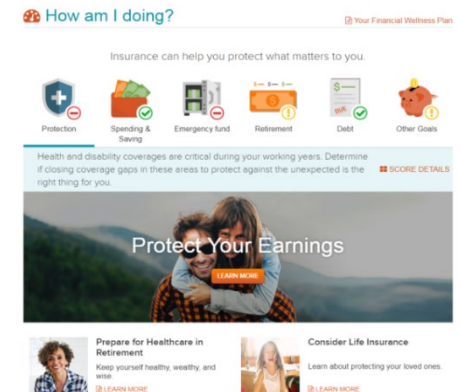 How am I doing?
Your Financial Wellness Plan
Insurance can help you protect what matters to you.
Protection
Spending &
Saving
Emergency fund
Retirement
Debt
Other Goals
Health and disability coverages are critical during your working years. Determine
if closing coverage gaps in these areas to protect against the unexpected is the
right thing for you.
SCORE DETAILS
Protect Your Earnings
LEARN MORE
Prepare for Healthcare in
Retirement
Keep yourself healthy, wealthy, and
wise.
LEARN MORE
Consider Life Insurance
Learn about protecting your loved ones.
LEARN MORE